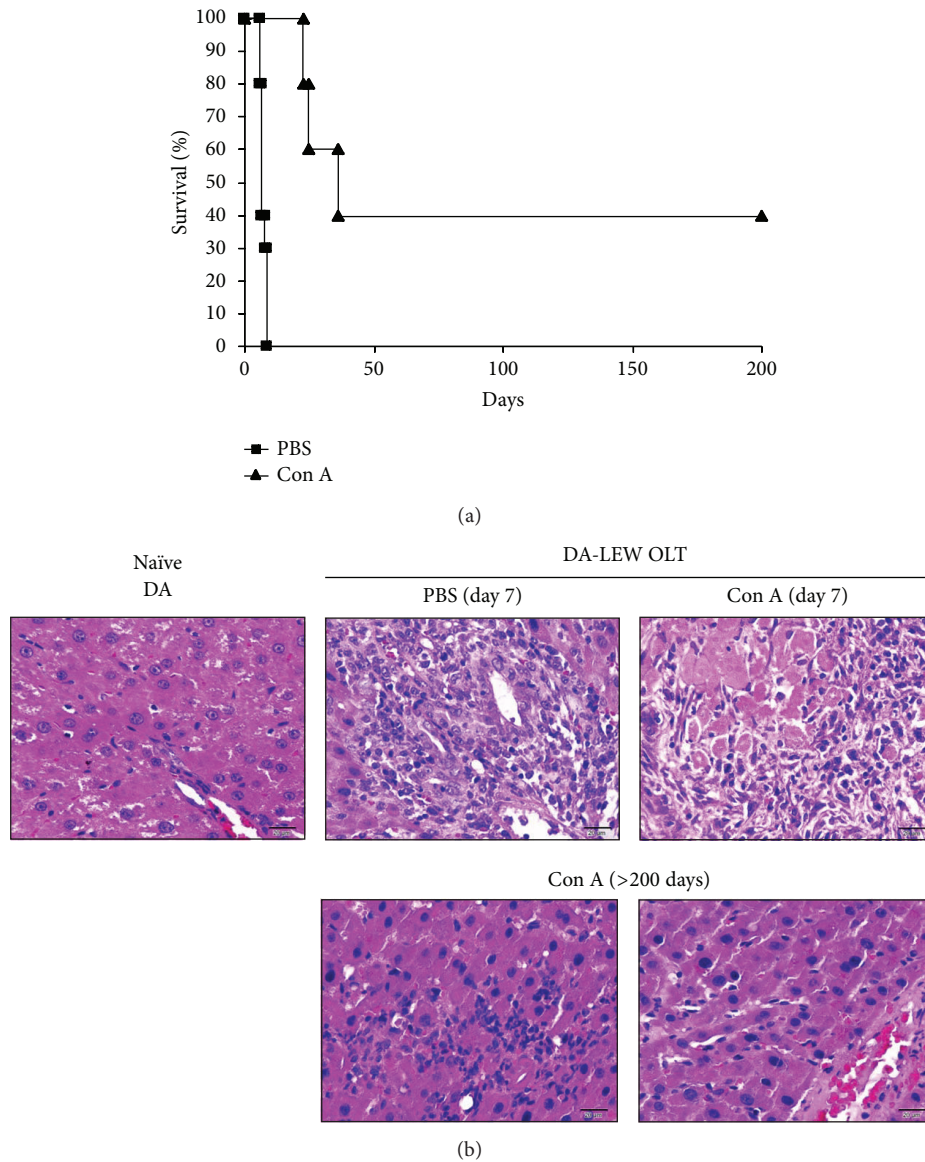 100
90
80
70
60
50
40
30
20
10
0
Survival (%)
0 50 100 150 200
Days
PBS
Con A
(a)
Naïve
DA
DA-LEW OLT
PBS (day 7) Con A (day 7)
Con A (>200 days)
(b)